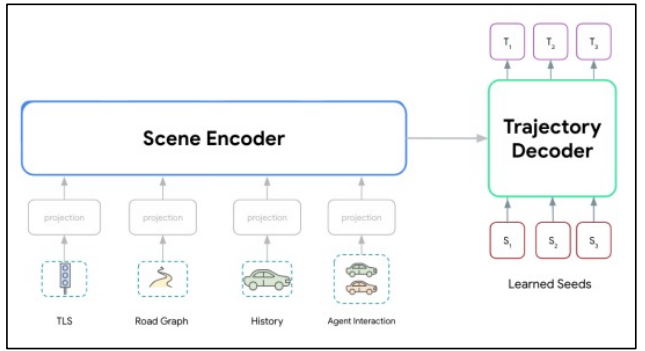 T₁ T₂ T₃
Scene Encoder
Trajectory
Decoder
projection projection projection projection
S₁ S₂ S₃
Learned Seeds
TLS Road Graph History Agent Interaction